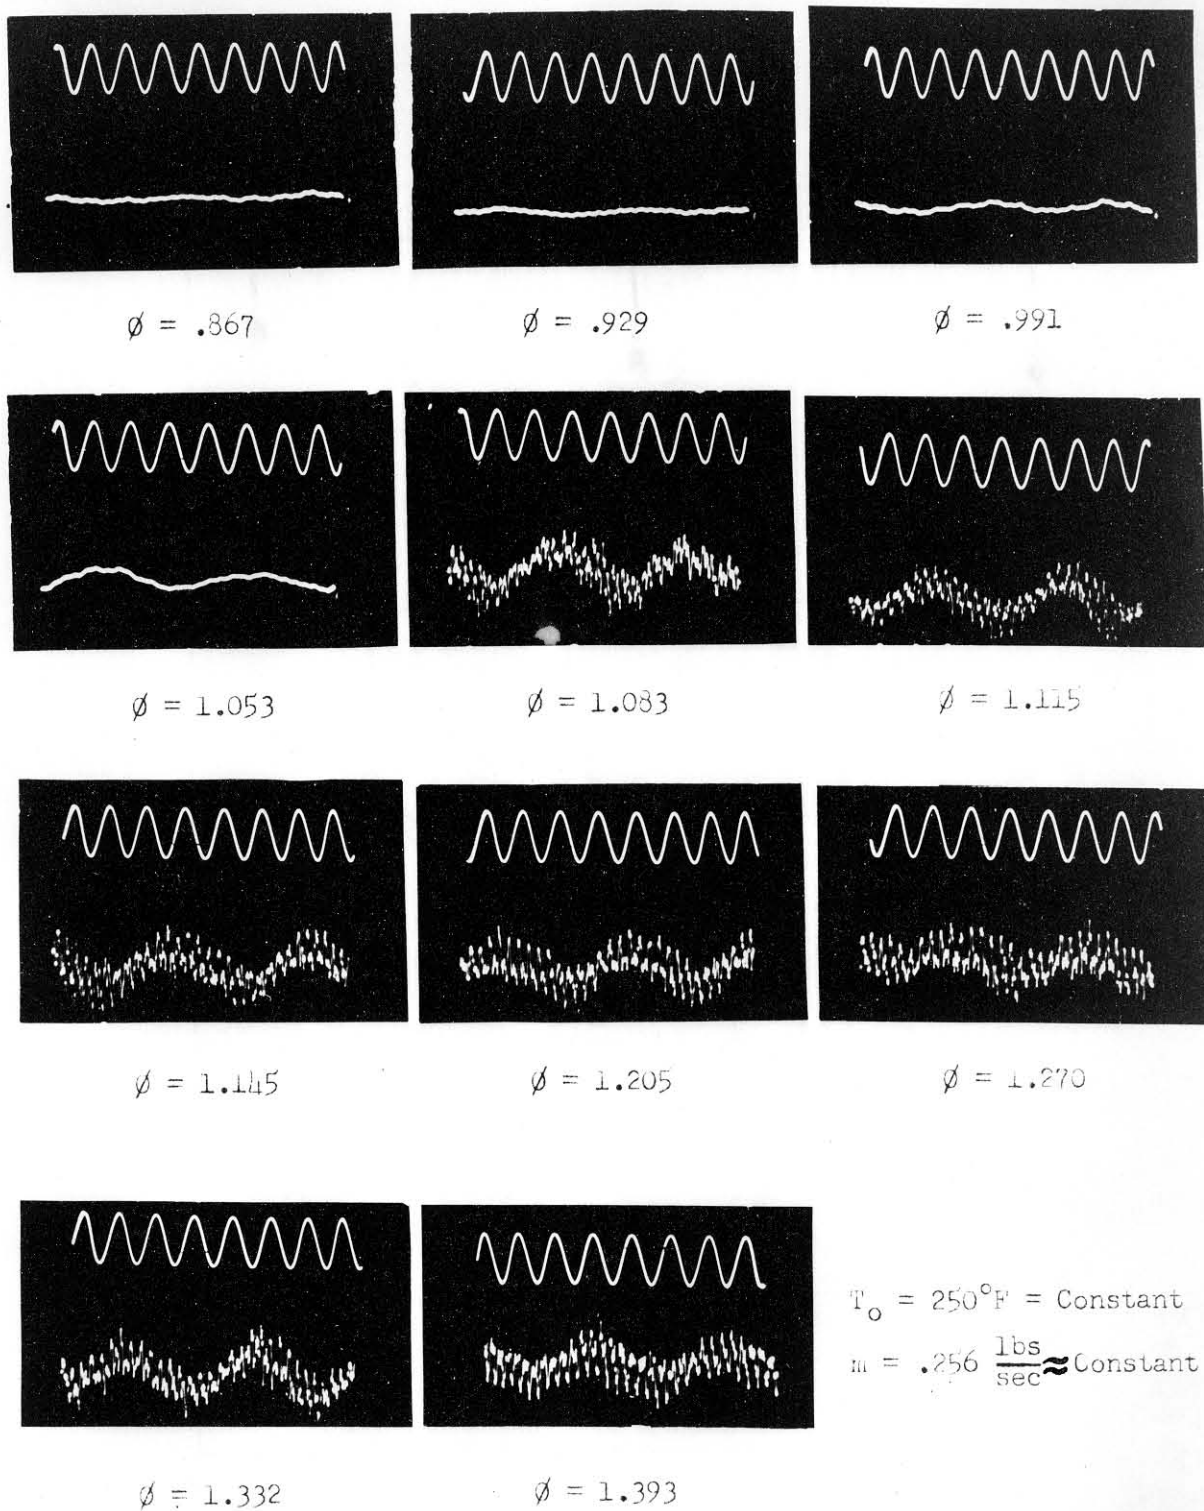 ø = .867
ø = .929
ø = .991
ø = 1.053
ø = 1.083
ø = 1.115
ø = 1.145
ø = 1.205
ø = 1.270
T₀ = 250°F = Constant
m = .256 lbs/sec ≈ Constant
ø = 1.332
ø = 1.393